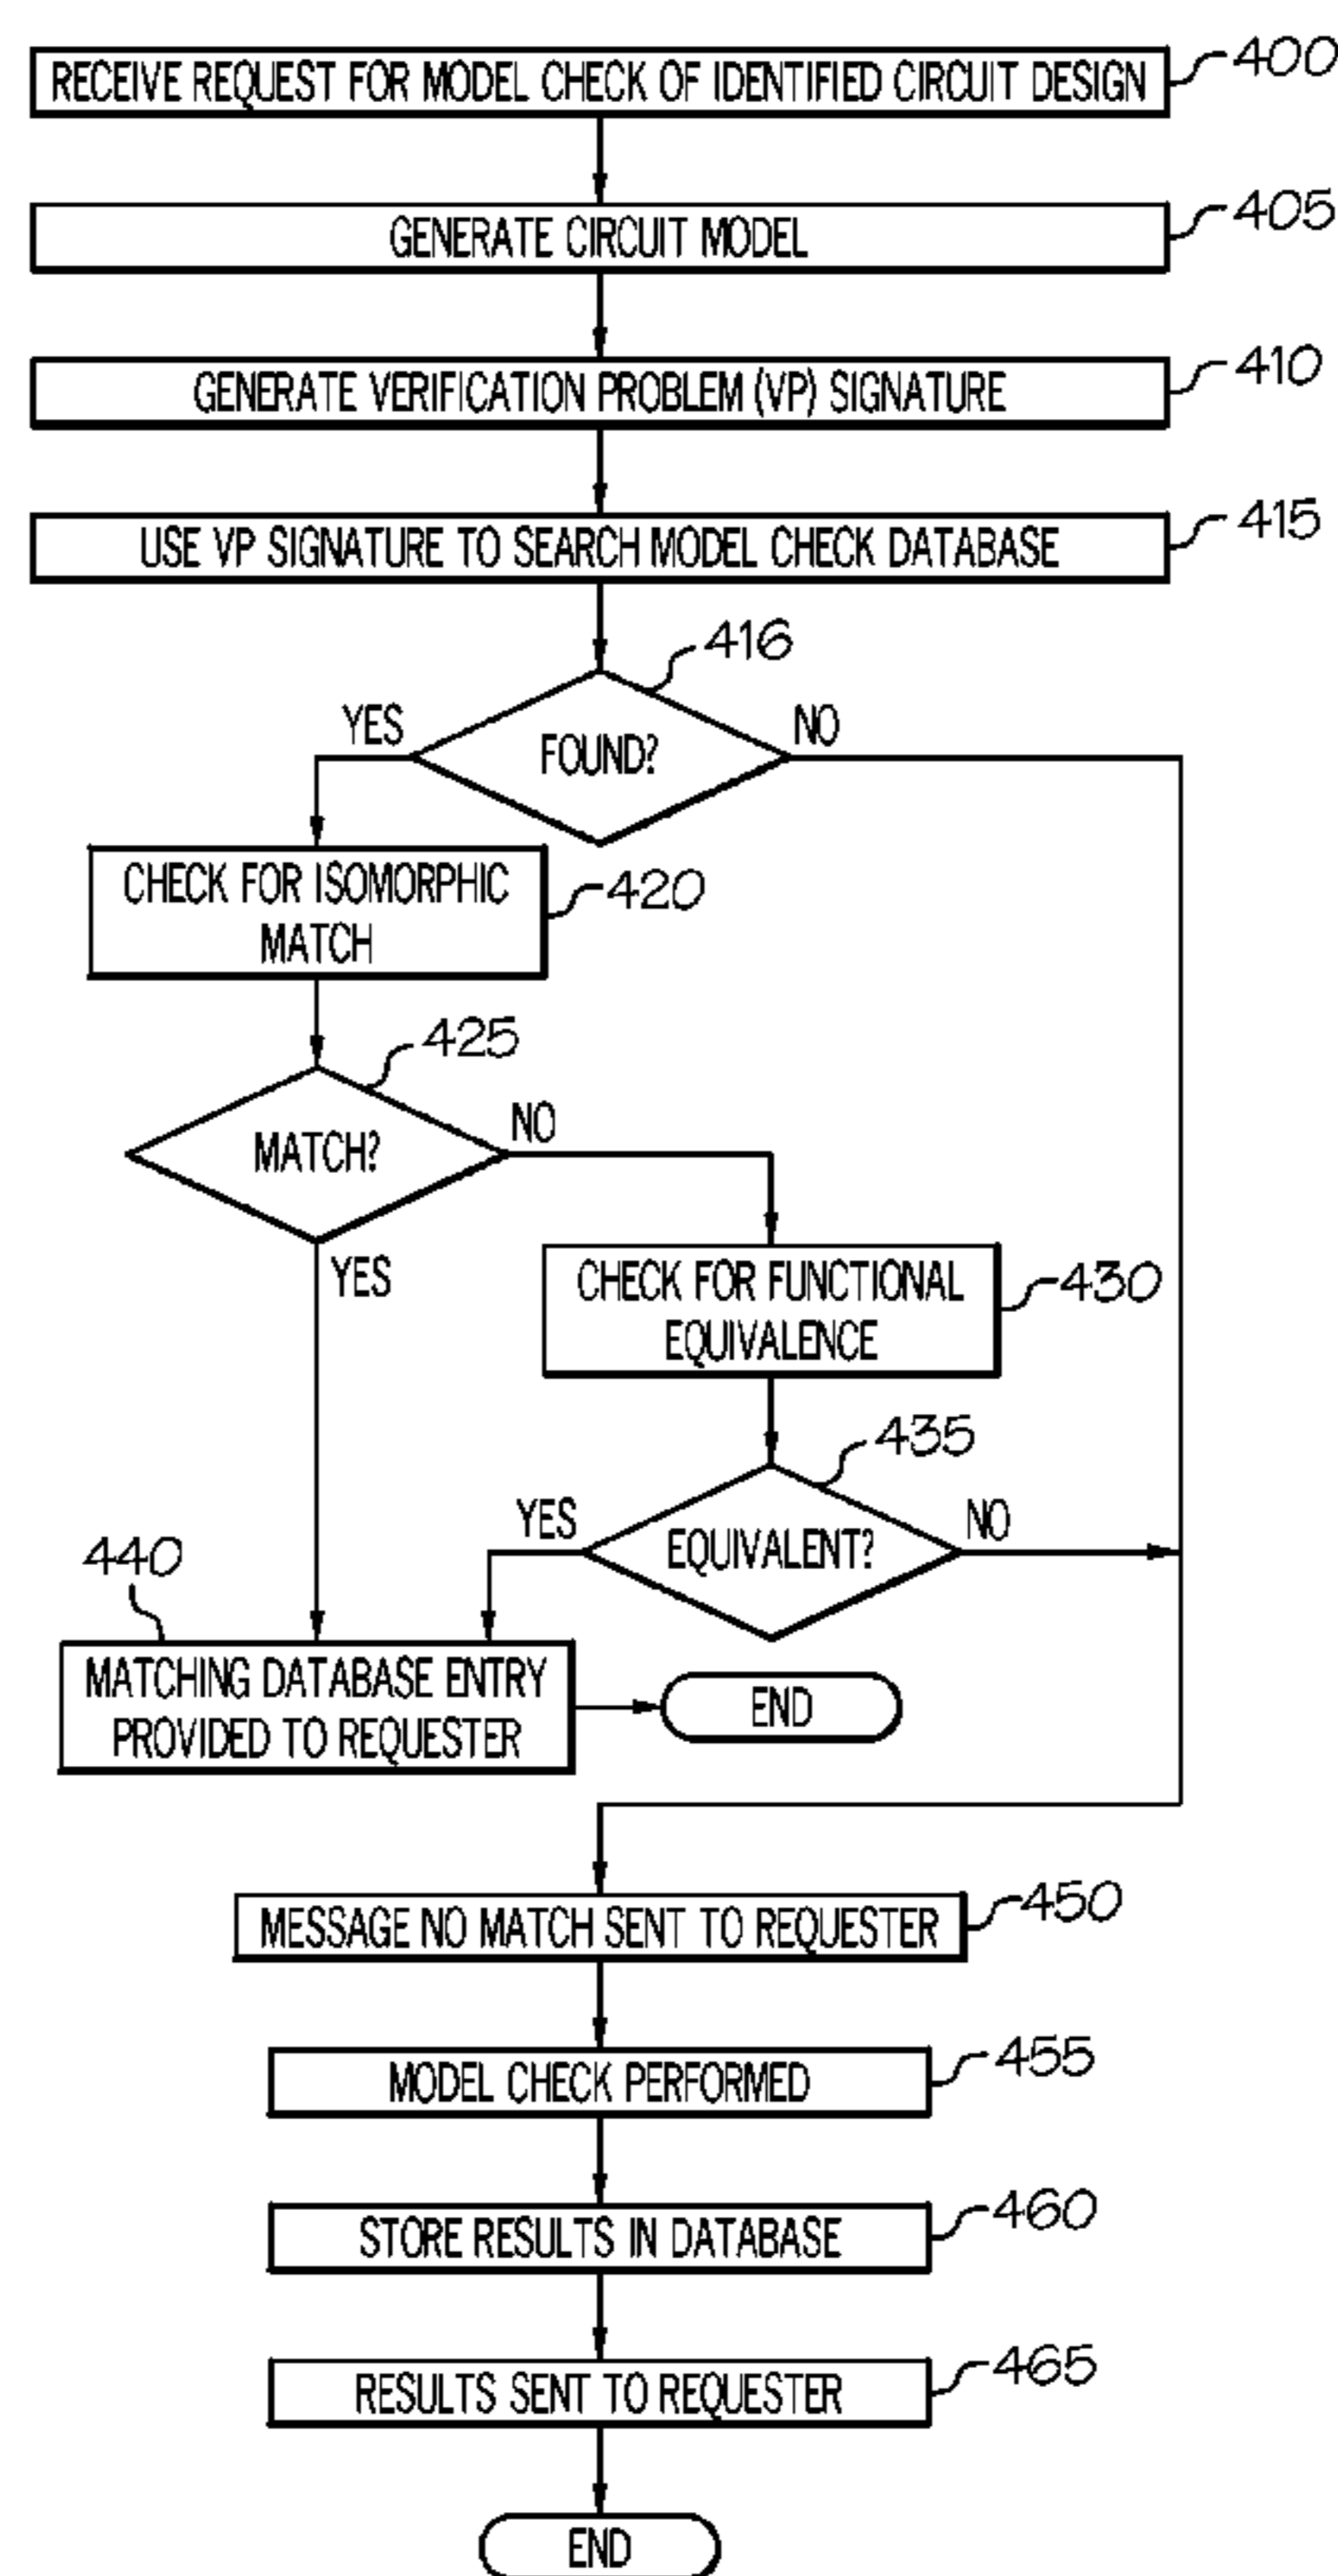 RECEIVE REQUEST FOR MODEL CHECK OF IDENTIFIED CIRCUIT DESIGN
400
GENERATE CIRCUIT MODEL
405
GENERATE VERIFICATION PROBLEM (VP) SIGNATURE
410
USE VP SIGNATURE TO SEARCH MODEL CHECK DATABASE
415
416
YES
FOUND?
NO
CHECK FOR ISOMORPHIC
MATCH
420
425
MATCH?
NO
YES
CHECK FOR FUNCTIONAL
EQUIVALENCE
430
435
YES
EQUIVALENT?
NO
440
MATCHING DATABASE ENTRY
PROVIDED TO REQUESTER
END
MESSAGE NO MATCH SENT TO REQUESTER
450
MODEL CHECK PERFORMED
455
STORE RESULTS IN DATABASE
460
RESULTS SENT TO REQUESTER
465
END